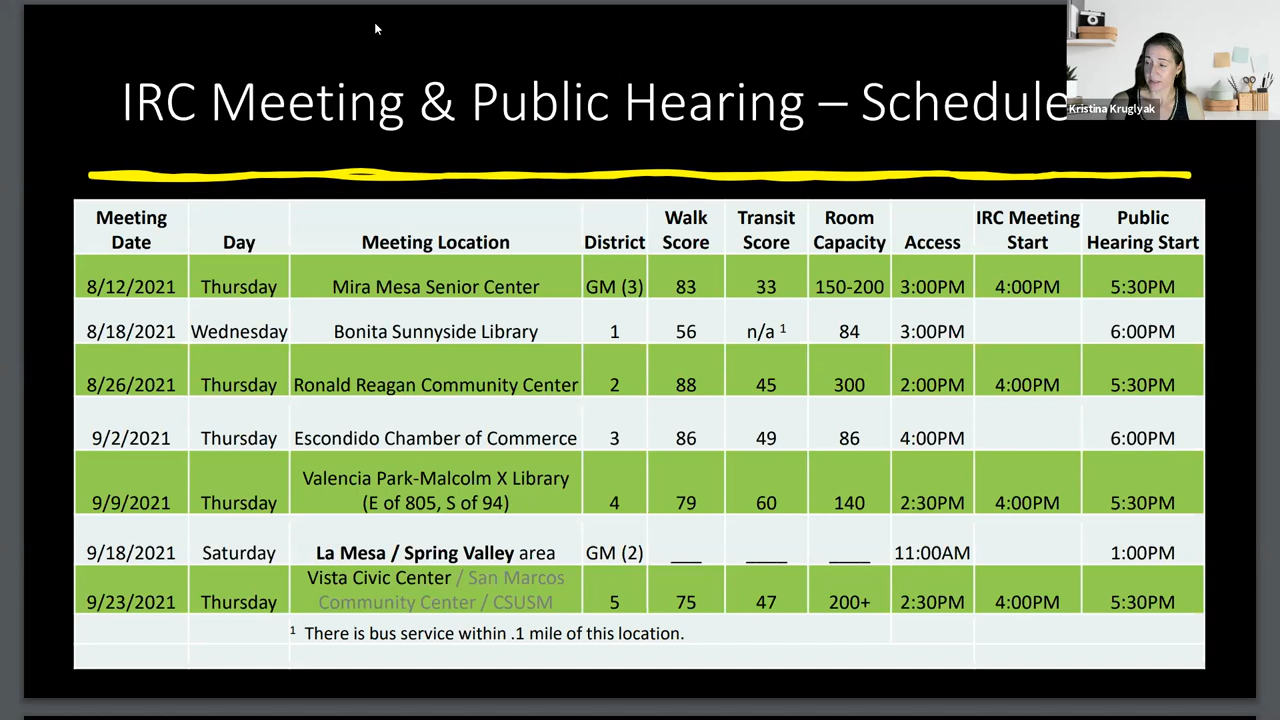 IRC Meeting & Public Hearing – Schedule
Kristina Kruglyak
Meeting Date Day Meeting Location District Walk Score Transit Score Room Capacity Access IRC Meeting Start Public Hearing Start
8/12/2021 Thursday Mira Mesa Senior Center GM (3) 83 33 150-200 3:00PM 4:00PM 5:30PM
8/18/2021 Wednesday Bonita Sunnyside Library 1 56 n/a ¹ 84 3:00PM 6:00PM
8/26/2021 Thursday Ronald Reagan Community Center 2 88 45 300 2:00PM 4:00PM 5:30PM
9/2/2021 Thursday Escondido Chamber of Commerce 3 86 49 86 4:00PM 6:00PM
Valencia Park-Malcolm X Library
9/9/2021 Thursday (E of 805, S of 94) 4 79 60 140 2:30PM 4:00PM 5:30PM
9/18/2021 Saturday La Mesa / Spring Valley area GM (2) ___ ____ ____ 11:00AM 1:00PM
Vista Civic Center / San Marcos
9/23/2021 Thursday Community Center / CSUSM 5 75 47 200+ 2:30PM 4:00PM 5:30PM
¹ There is bus service within .1 mile of this location.